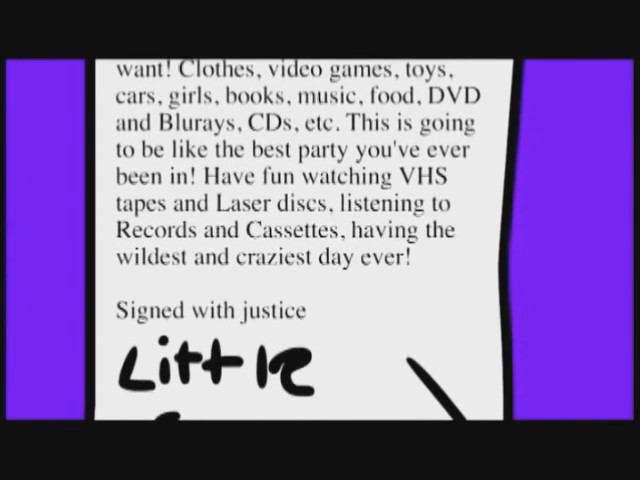 want! Clothes, video games, toys,
cars, girls, books, music, food, DVD
and Blurays, CDs, etc. This is going
to be like the best party you've ever
been in! Have fun watching VHS
tapes and Laser discs, listening to
Records and Cassettes, having the
wildest and craziest day ever!
Signed with justice
Little